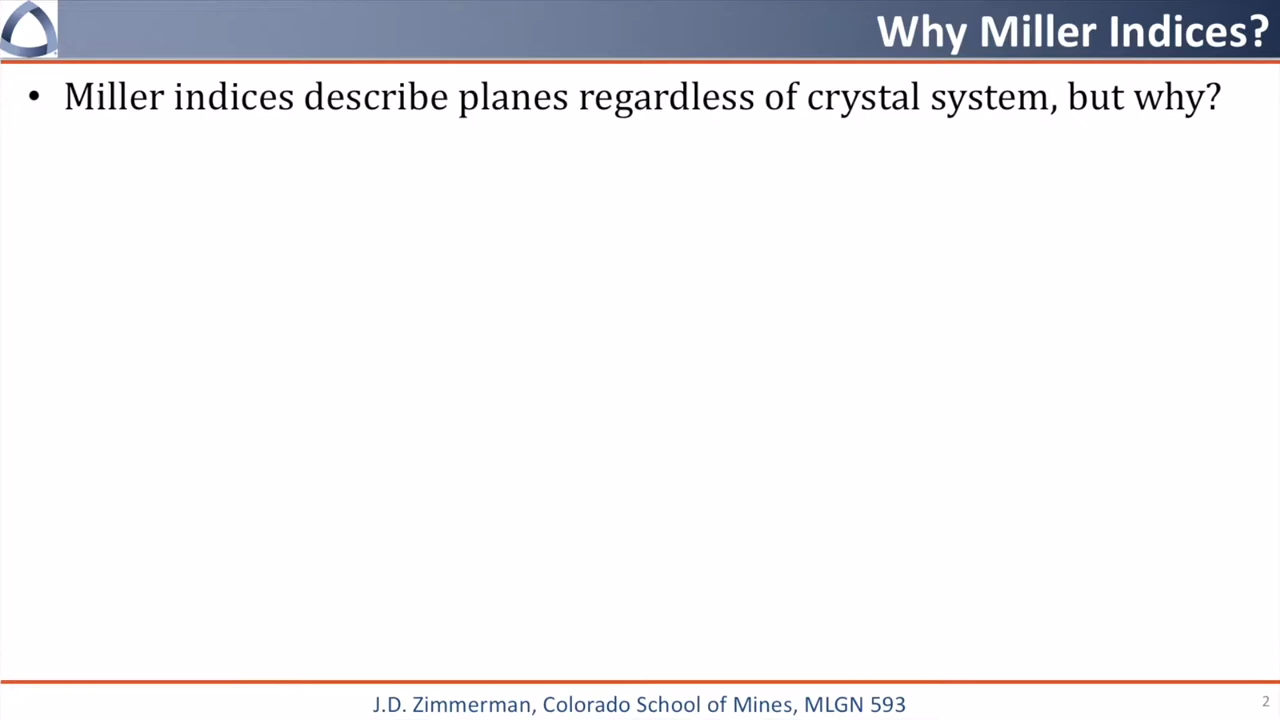 Why Miller Indices?
• Miller indices describe planes regardless of crystal system, but why?
J.D. Zimmerman, Colorado School of Mines, MLGN 593
2